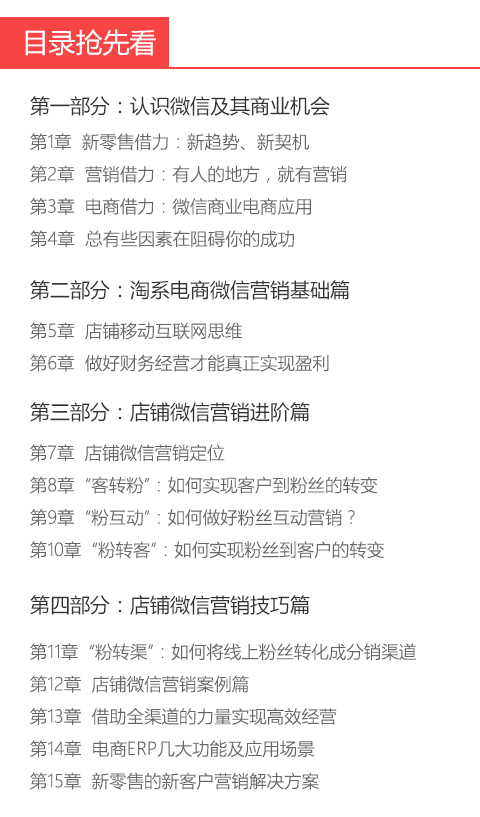 目录抢先看
第一部分：认识微信及其商业机会
第1章 新零售借力：新趋势、新契机
第2章 营销借力：有人的地方，就有营销
第3章 电商借力：微信商业电商应用
第4章 总有些因素在阻碍你的成功
第二部分：淘系电商微信营销基础篇
第5章 店铺移动互联网思维
第6章 做好财务经营才能真正实现盈利
第三部分：店铺微信营销进阶篇
第7章 店铺微信营销定位
第8章 “客转粉”：如何实现客户到粉丝的转变
第9章 “粉互动”：如何做好粉丝互动营销？
第10章 “粉转客”：如何实现粉丝到客户的转变
第四部分：店铺微信营销技巧篇
第11章 “粉转渠”：如何将线上粉丝转化成分销渠道
第12章 店铺微信营销案例篇
第13章 借助全渠道的力量实现高效经营
第14章 电商ERP几大功能及应用场景
第15章 新零售的新客户营销解决方案